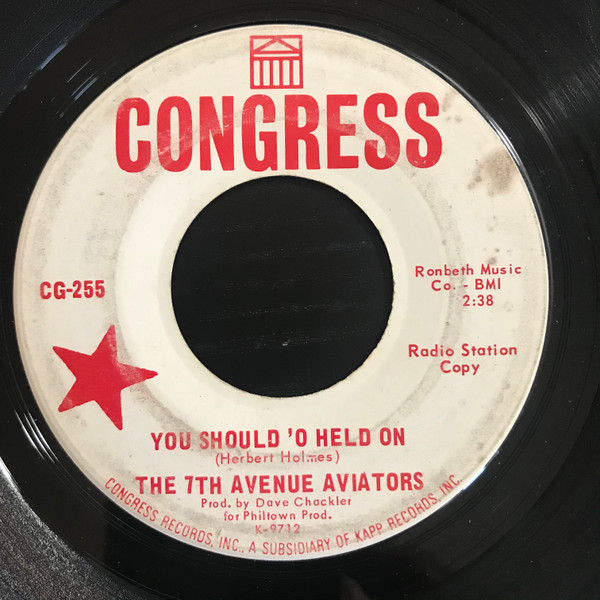 CONGRESS
CG-255
Ronbeth Music
Co. - BMI
2:38
Radio Station
Copy
YOU SHOULD 'O HELD ON
(Herbert Holmes)
THE 7TH AVENUE AVIATORS
Prod. by Dave Chackler
for Philtown Prod.
K-9712
CONGRESS RECORDS, INC., A SUBSIDIARY OF KAPP RECORDS, INC.